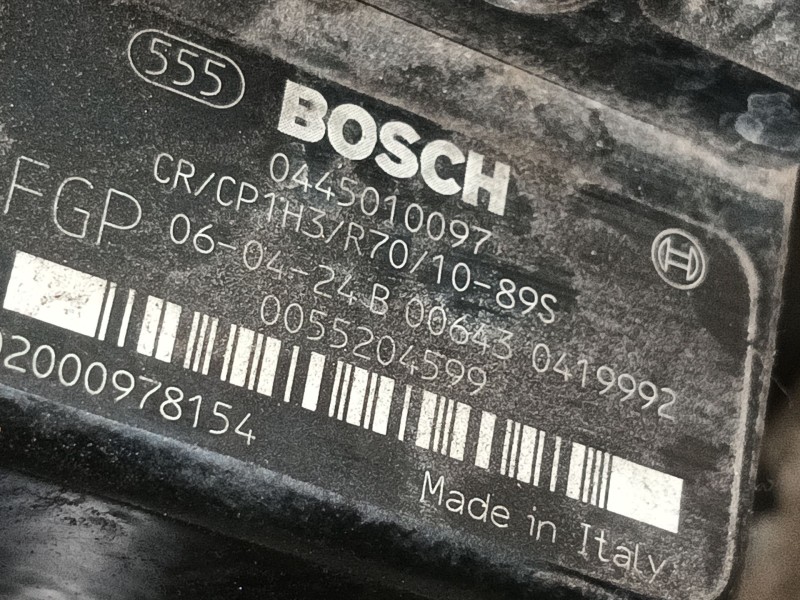 555
BOSCH
0445010097
CR/CP1H3/R70/10-89S
FGP
06-04-24 B 00643 0419992
0055204599
02000978154
Made in Italy